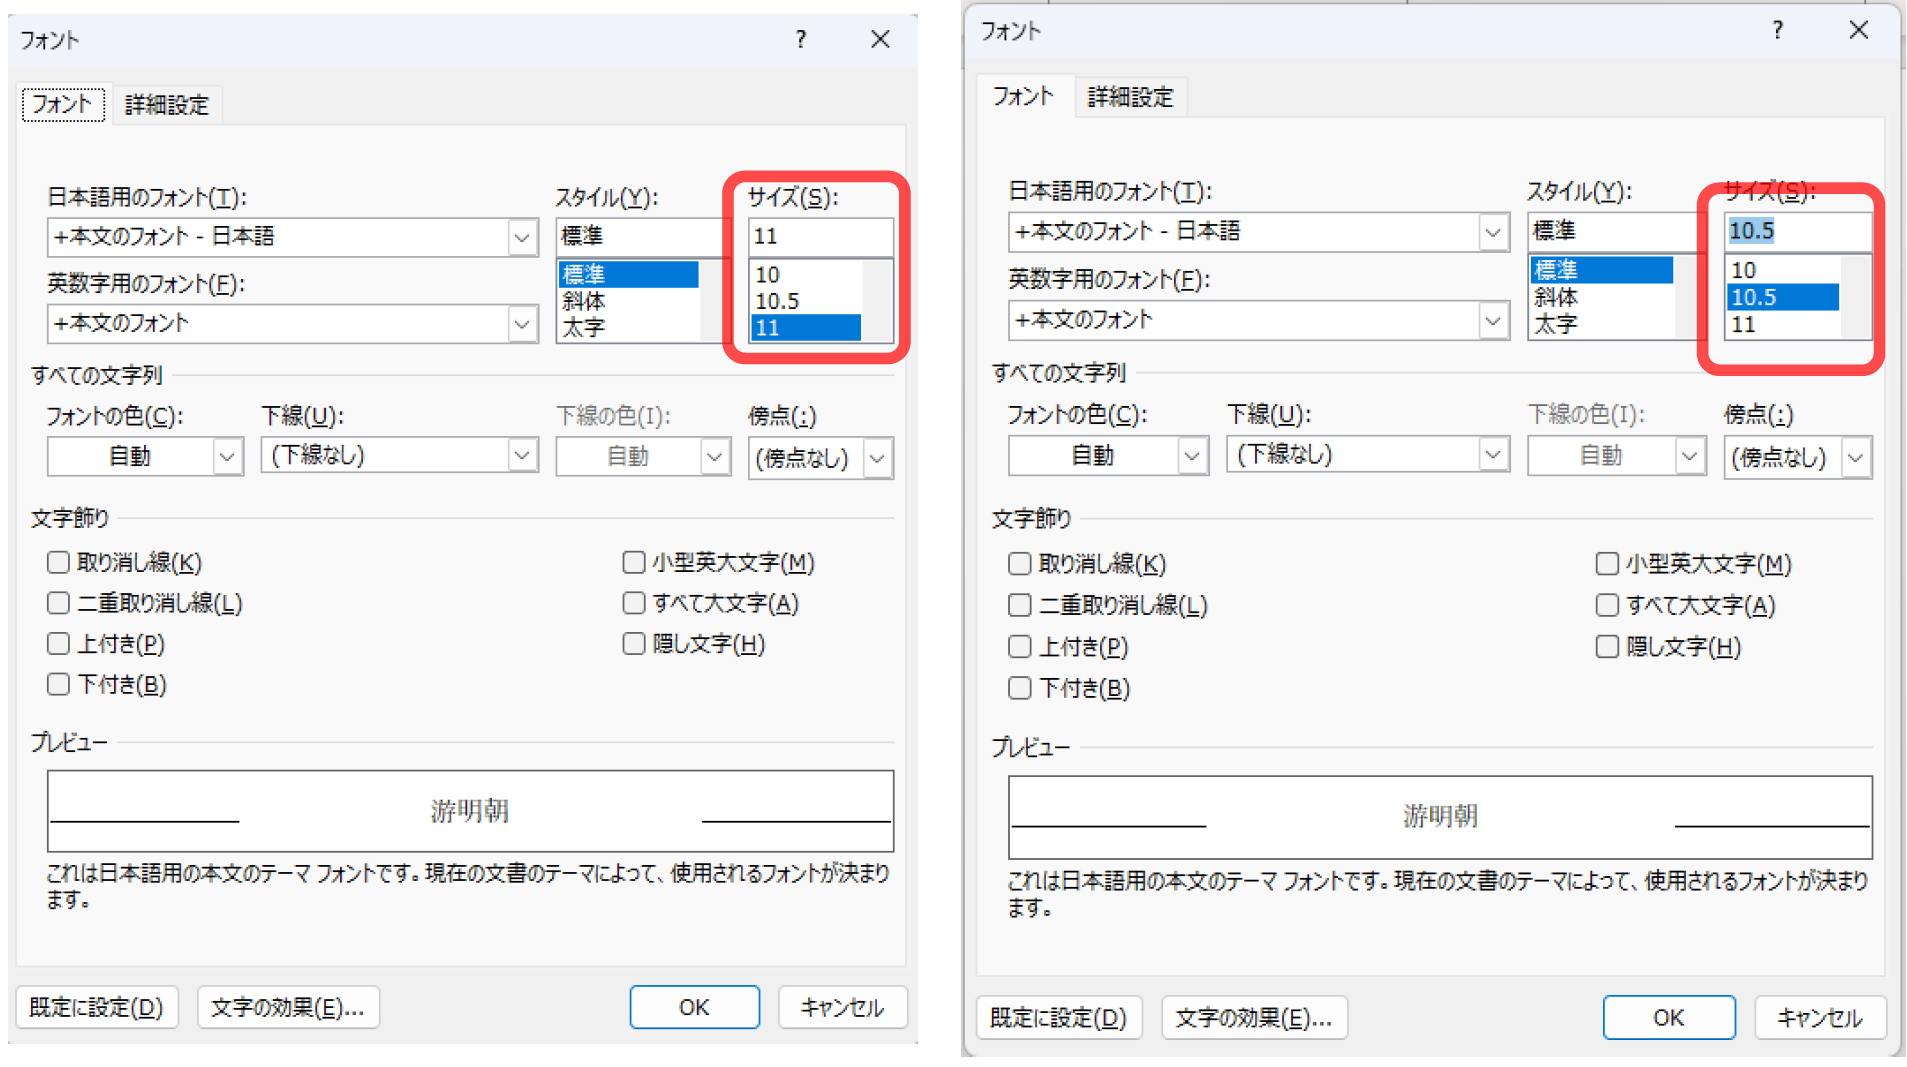 フォント
?
フォント
詳細設定
日本語用のフォント(T):
スタイル(Y):
サイズ(S):
+本文のフォント - 日本語
標準
11
英数字用のフォント(F):
標準
斜体
太字
10
10.5
11
+本文のフォント
すべての文字列
フォントの色(C):
下線(U):
下線の色(I):
傍点(:)
自動
(下線なし)
自動
(傍点なし)
文字飾り
取り消し線(K)
小型英大文字(M)
二重取り消し線(L)
すべて大文字(A)
上付き(P)
隠し文字(H)
下付き(B)
プレビュー
游明朝
これは日本語用の本文のテーマ フォントです。現在の文書のテーマによって、使用されるフォントが決まり
ます。
既定に設定(D)
文字の効果(E)...
OK
キャンセル
フォント
?
フォント
詳細設定
日本語用のフォント(T):
スタイル(Y):
サイズ(S):
+本文のフォント - 日本語
標準
10.5
英数字用のフォント(F):
標準
斜体
太字
10
10.5
11
+本文のフォント
すべての文字列
フォントの色(C):
下線(U):
下線の色(I):
傍点(:)
自動
(下線なし)
自動
(傍点なし)
文字飾り
取り消し線(K)
小型英大文字(M)
二重取り消し線(L)
すべて大文字(A)
上付き(P)
隠し文字(H)
下付き(B)
プレビュー
游明朝
これは日本語用の本文のテーマ フォントです。現在の文書のテーマによって、使用されるフォントが決まり
ます。
既定に設定(D)
文字の効果(E)...
OK
キャンセル